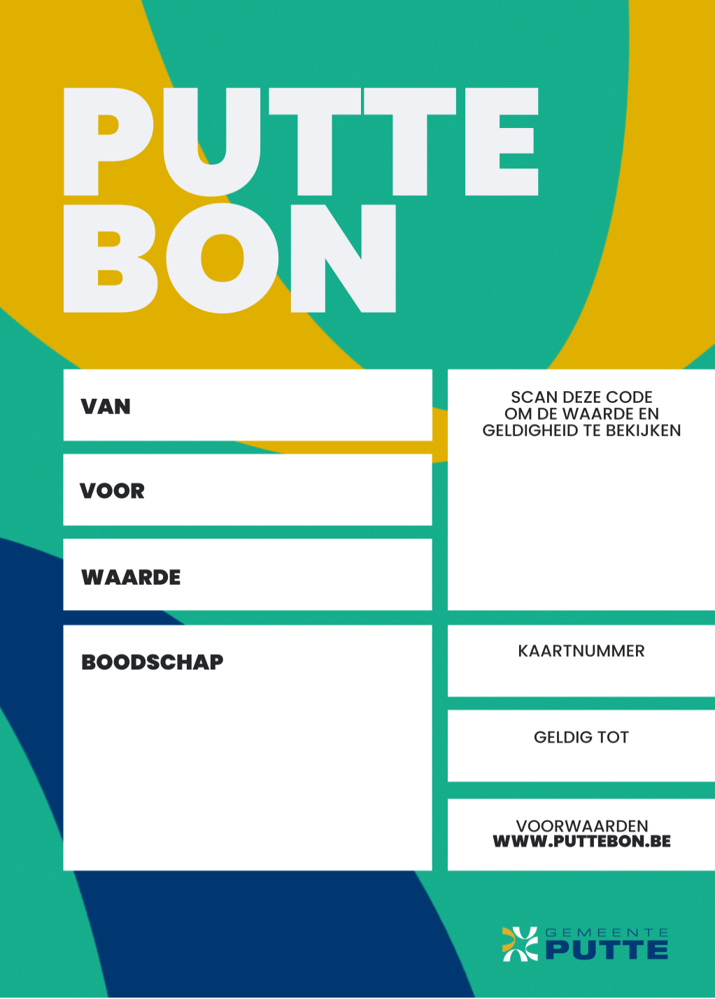 PUTTE
BON
VAN
VOOR
WAARDE
BOODSCHAP
SCAN DEZE CODE
OM DE WAARDE EN
GELDIGHEID TE BEKIJKEN
KAARTNUMMER
GELDIG TOT
VOORWAARDEN
WWW.PUTTEBON.BE
GEMEENTE
PUTTE